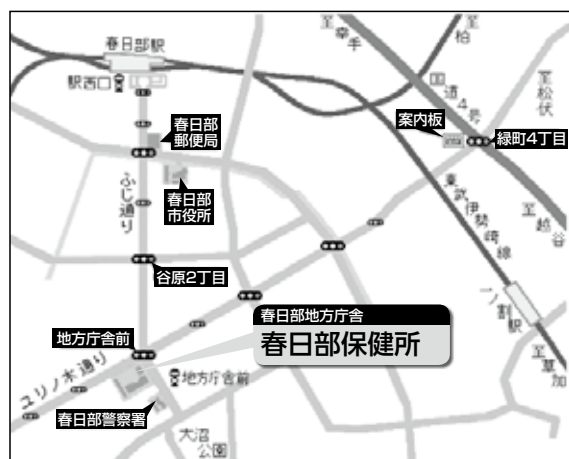 春日部駅
駅西口
至幸手
至柏
国道4号
至松伏
春日部
郵便局
案内板
緑町4丁目
ふじ通り
春日部
市役所
東武伊勢崎線
至越谷
谷原2丁目
一ノ割駅
春日部地方庁舎
春日部保健所
地方庁舎前
至草加
ユリノ木通り
地方庁舎前
春日部警察署
大沼
公園